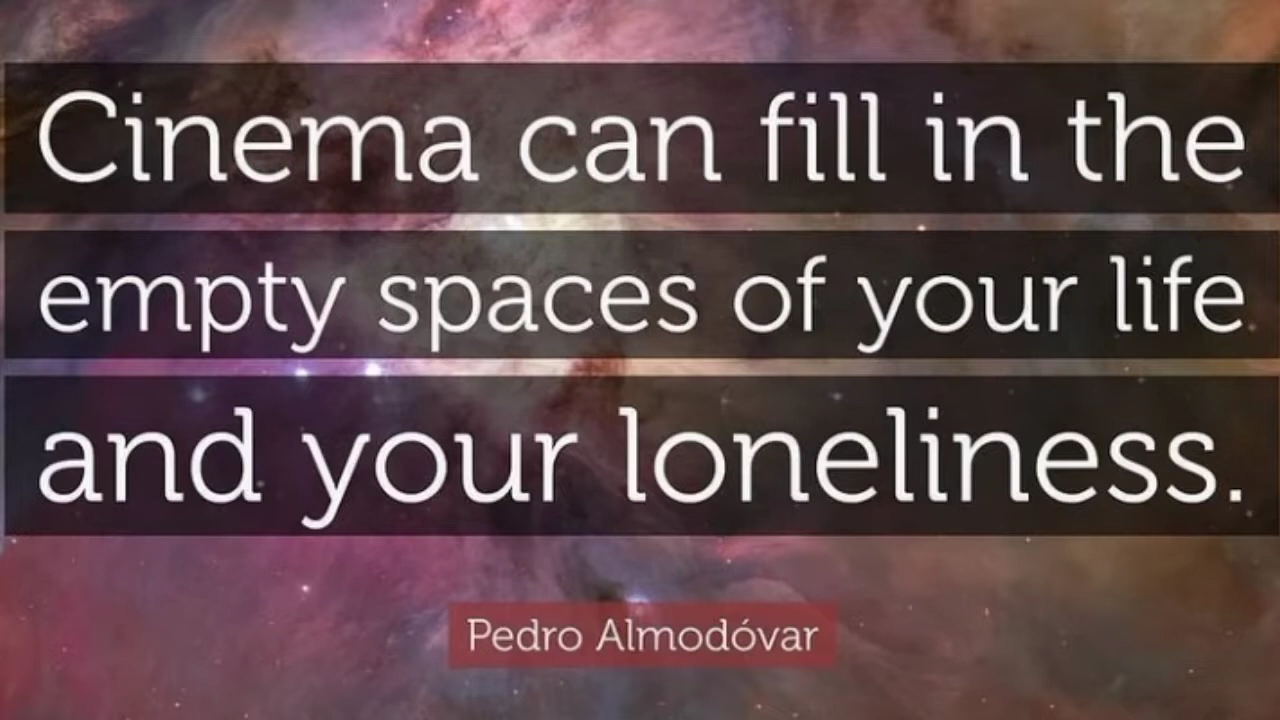 Cinema can fill in the
empty spaces of your life
and your loneliness.
Pedro Almodóvar